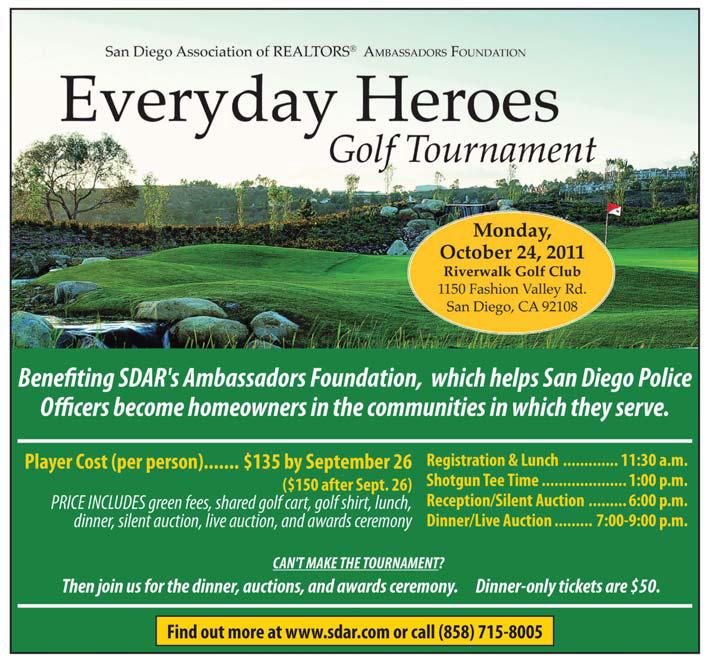 San Diego Association of REALTORS® AMBASSADORS FOUNDATION
Everyday Heroes
Golf Tournament
Monday,
October 24, 2011
Riverwalk Golf Club
1150 Fashion Valley Rd.
San Diego, CA 92108
Benefiting SDAR's Ambassadors Foundation, which helps San Diego Police
Officers become homeowners in the communities in which they serve.
Player Cost (per person)....... $135 by September 26
($150 after Sept. 26)
PRICE INCLUDES green fees, shared golf cart, golf shirt, lunch,
dinner, silent auction, live auction, and awards ceremony
Registration & Lunch ............. 11:30 a.m.
Shotgun Tee Time .................... 1:00 p.m.
Reception/Silent Auction ......... 6:00 p.m.
Dinner/Live Auction ......... 7:00-9:00 p.m.
CAN'T MAKE THE TOURNAMENT?
Then join us for the dinner, auctions, and awards ceremony. Dinner-only tickets are $50.
Find out more at www.sdar.com or call (858) 715-8005